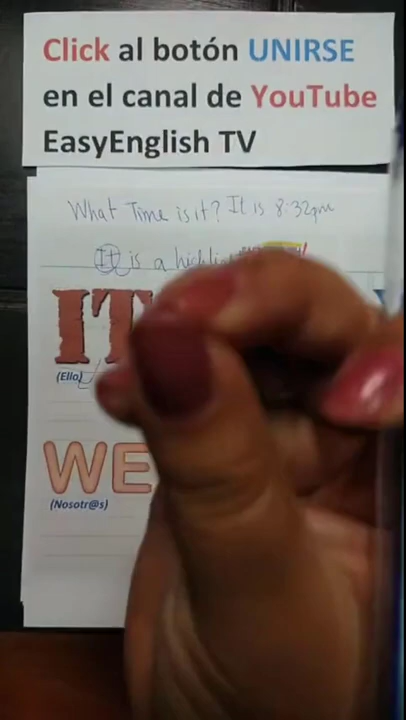 Click al botón UNIRSE
en el canal de YouTube
EasyEnglish TV
What Time is it? It is 8:32pm
It is a
IT
(Ello)
WE
(Nosotr@s)